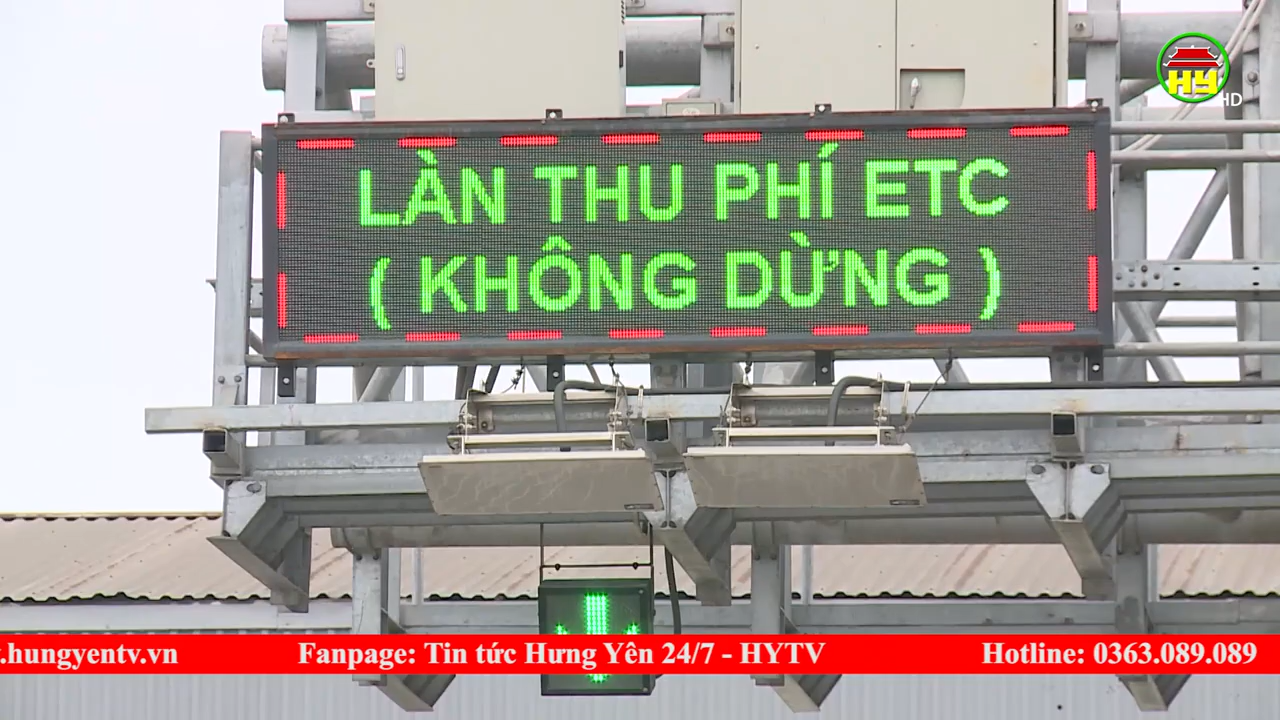 HY
HD
LÀN THU PHÍ ETC
( KHÔNG DỪNG )
.hungyentv.vn Fanpage: Tin tức Hưng Yên 24/7 - HYTV Hotline: 0363.089.089